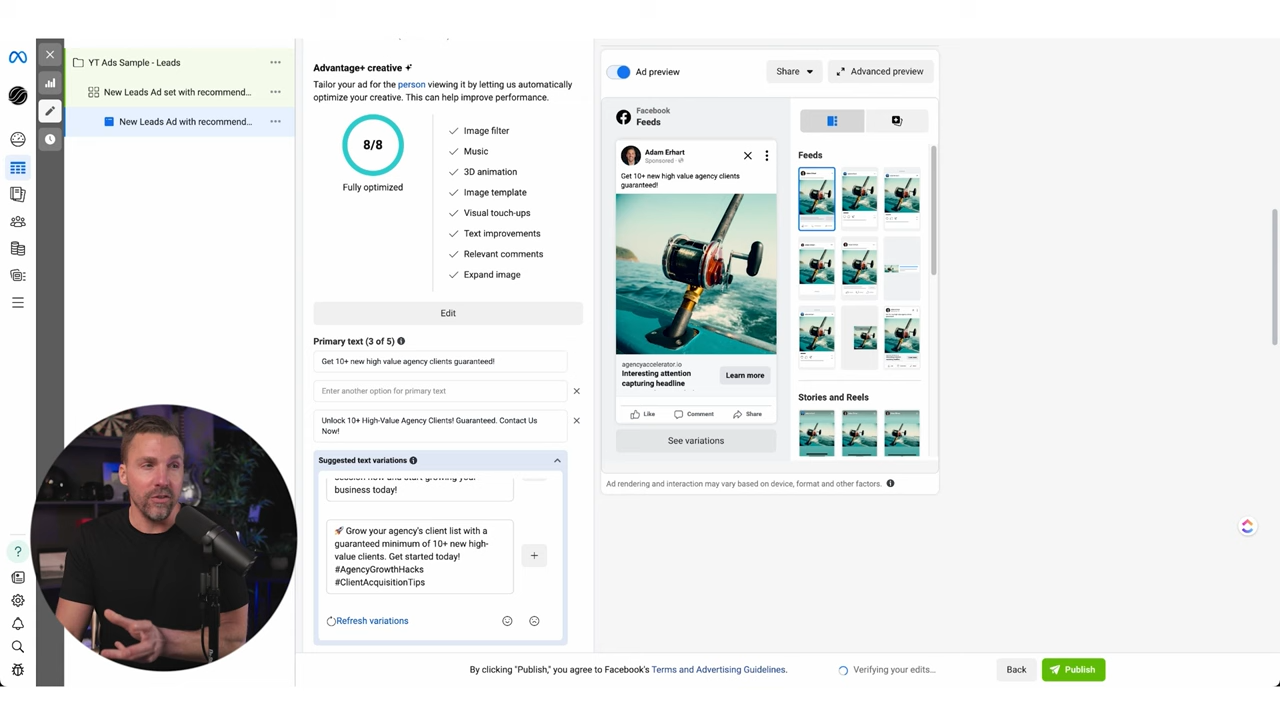 YT Ads Sample - Leads
New Leads Ad set with recommend...
New Leads Ad with recommend...
Advantage+ creative
Tailor your ad for the person viewing it by letting us automatically
optimize your creative. This can help improve performance.
8/8
Fully optimized
Image filter
Music
3D animation
Image template
Visual touch-ups
Text improvements
Relevant comments
Expand image
Edit
Primary text (3 of 5)
Get 10+ new high value agency clients guaranteed!
Enter another option for primary text
Unlock 10+ High-Value Agency Clients! Guaranteed. Contact Us
Now!
Suggested text variations
session now and start growing your
business today!
🚀 Grow your agency's client list with a
guaranteed minimum of 10+ new high-
value clients. Get started today!
#AgencyGrowthHacks
#ClientAcquisitionTips
Refresh variations
Ad preview
Share
Advanced preview
Facebook
Feeds
Adam Erhart
Sponsored
Get 10+ new high value agency clients
guaranteed!
agencyaccelerator.io
Interesting attention
capturing headline
Learn more
Like
Comment
Share
See variations
Feeds
Stories and Reels
Ad rendering and interaction may vary based on device, format and other factors.
By clicking "Publish," you agree to Facebook's Terms and Advertising Guidelines.
Verifying your edits...
Back
Publish